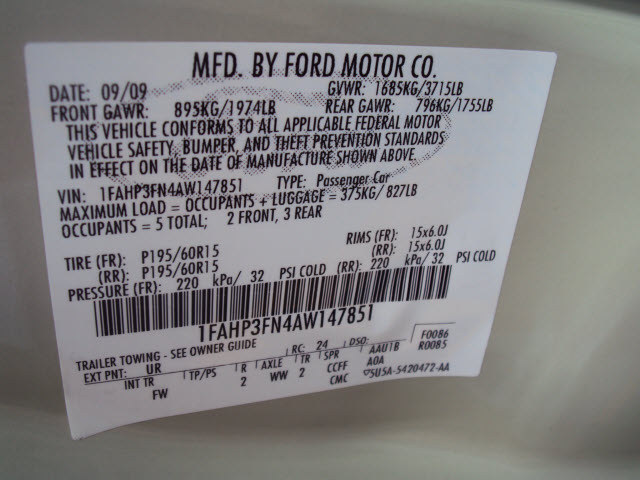 MFD. BY FORD MOTOR CO.
DATE: 09/09 GVWR: 1685KG/3715LB
FRONT GAWR: 895KG/1974LB REAR GAWR: 796KG/1755LB
THIS VEHICLE CONFORMS TO ALL APPLICABLE FEDERAL MOTOR
VEHICLE SAFETY, BUMPER, AND THEFT PREVENTION STANDARDS
IN EFFECT ON THE DATE OF MANUFACTURE SHOWN ABOVE.
VIN: 1FAHP3FN4AW147851 TYPE: Passenger Car
MAXIMUM LOAD = OCCUPANTS + LUGGAGE = 375KG/ 827LB
OCCUPANTS = 5 TOTAL; 2 FRONT, 3 REAR
TIRE (FR): P195/60R15 RIMS (FR): 15x6.0J
(RR): P195/60R15 (RR): 15x6.0J
PRESSURE (FR): 220 kPa/ 32 PSI COLD (RR): 220 kPa/ 32 PSI COLD
1FAHP3FN4AW147851
TRAILER TOWING - SEE OWNER GUIDE F0086
EXT PNT: UR RC: 24 DSO: R0085
INT TR TP/PS R AXLE TR SPR AAU1B
FW 2 WW 2 CCFF A0A
CMC 5U5A-5420472-AA